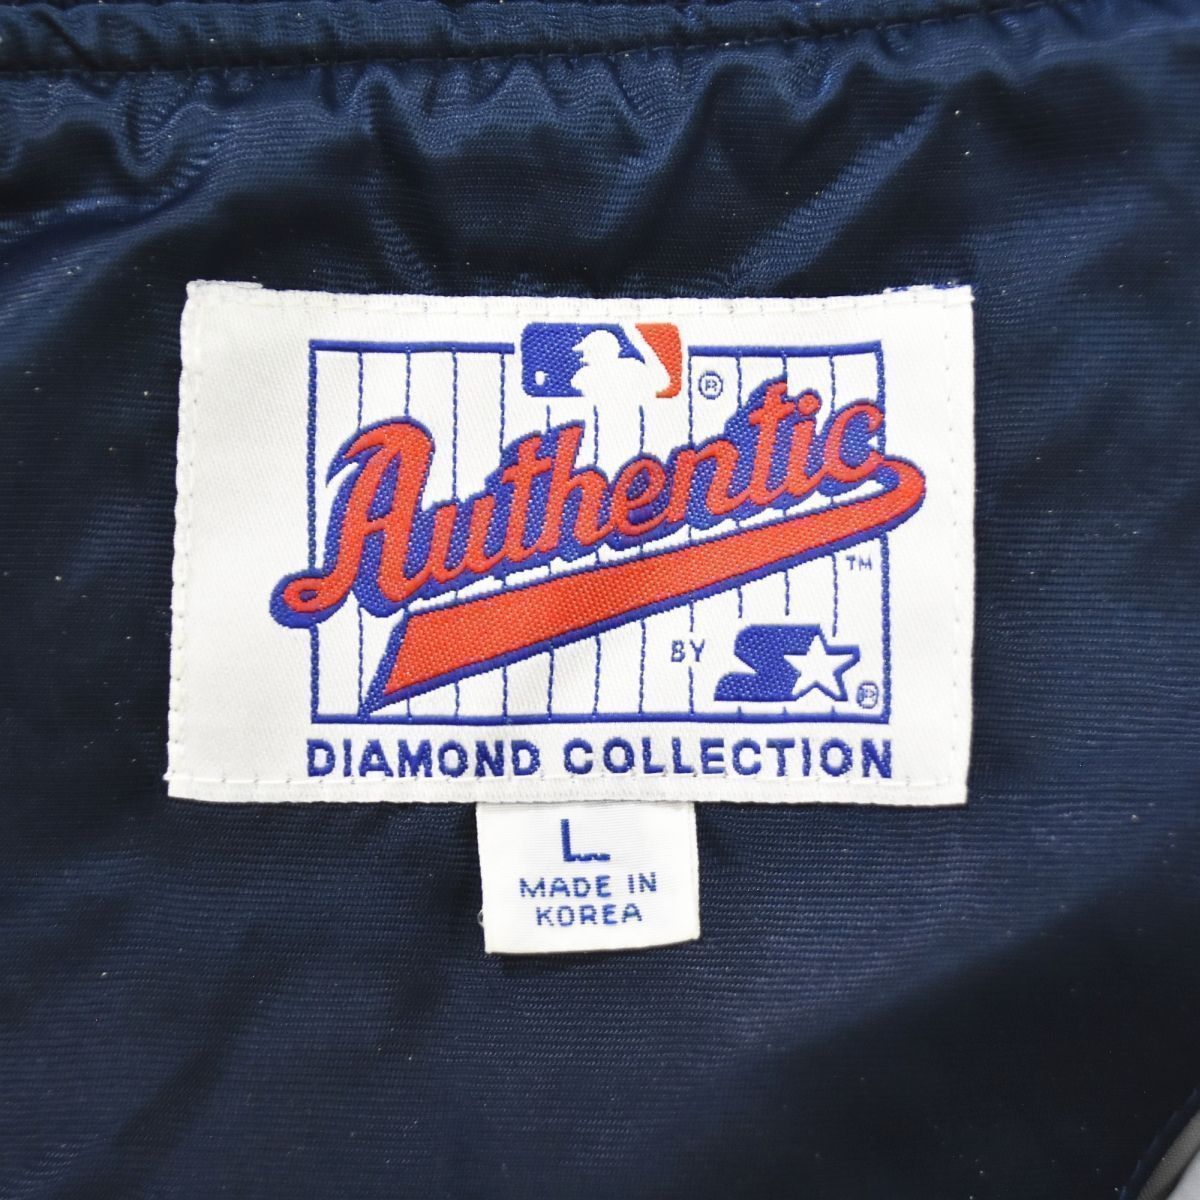 ®
Authentic
TM
BY
®
DIAMOND COLLECTION
L
MADE IN
KOREA